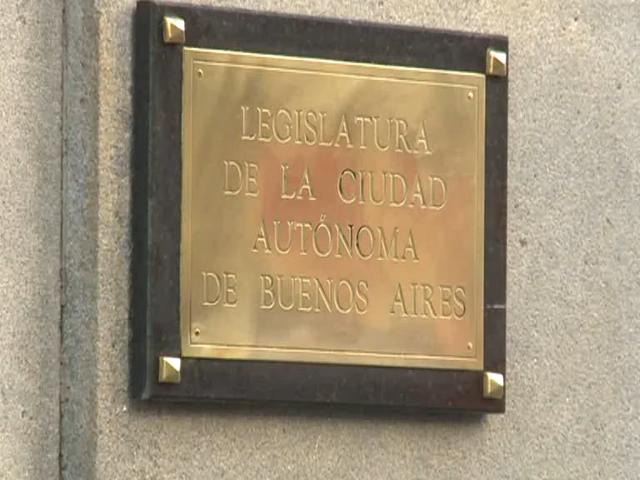 LEGISLATURA
DE LA CIUDAD
AUTÓNOMA
DE BUENOS AIRES